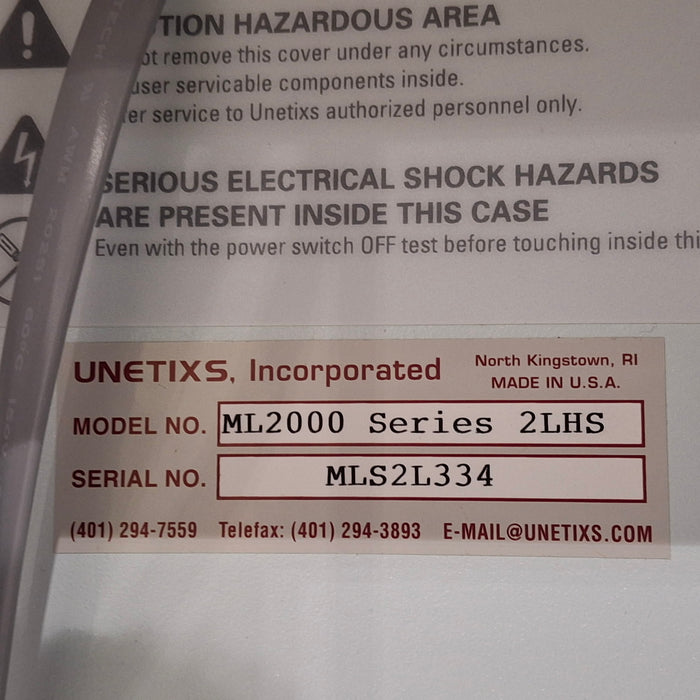 TION HAZARDOUS AREA
ot remove this cover under any circumstances.
user servicable components inside.
er service to Unetixs authorized personnel only.
SERIOUS ELECTRICAL SHOCK HAZARDS
ARE PRESENT INSIDE THIS CASE
Even with the power switch OFF test before touching inside thi
AWM 20251 60°C
UNETIXS, Incorporated North Kingstown, RI
MADE IN U.S.A.
MODEL NO. ML2000 Series 2LHS
SERIAL NO. MLS2L334
(401) 294-7559 Telefax: (401) 294-3893 E-MAIL@UNETIXS.COM